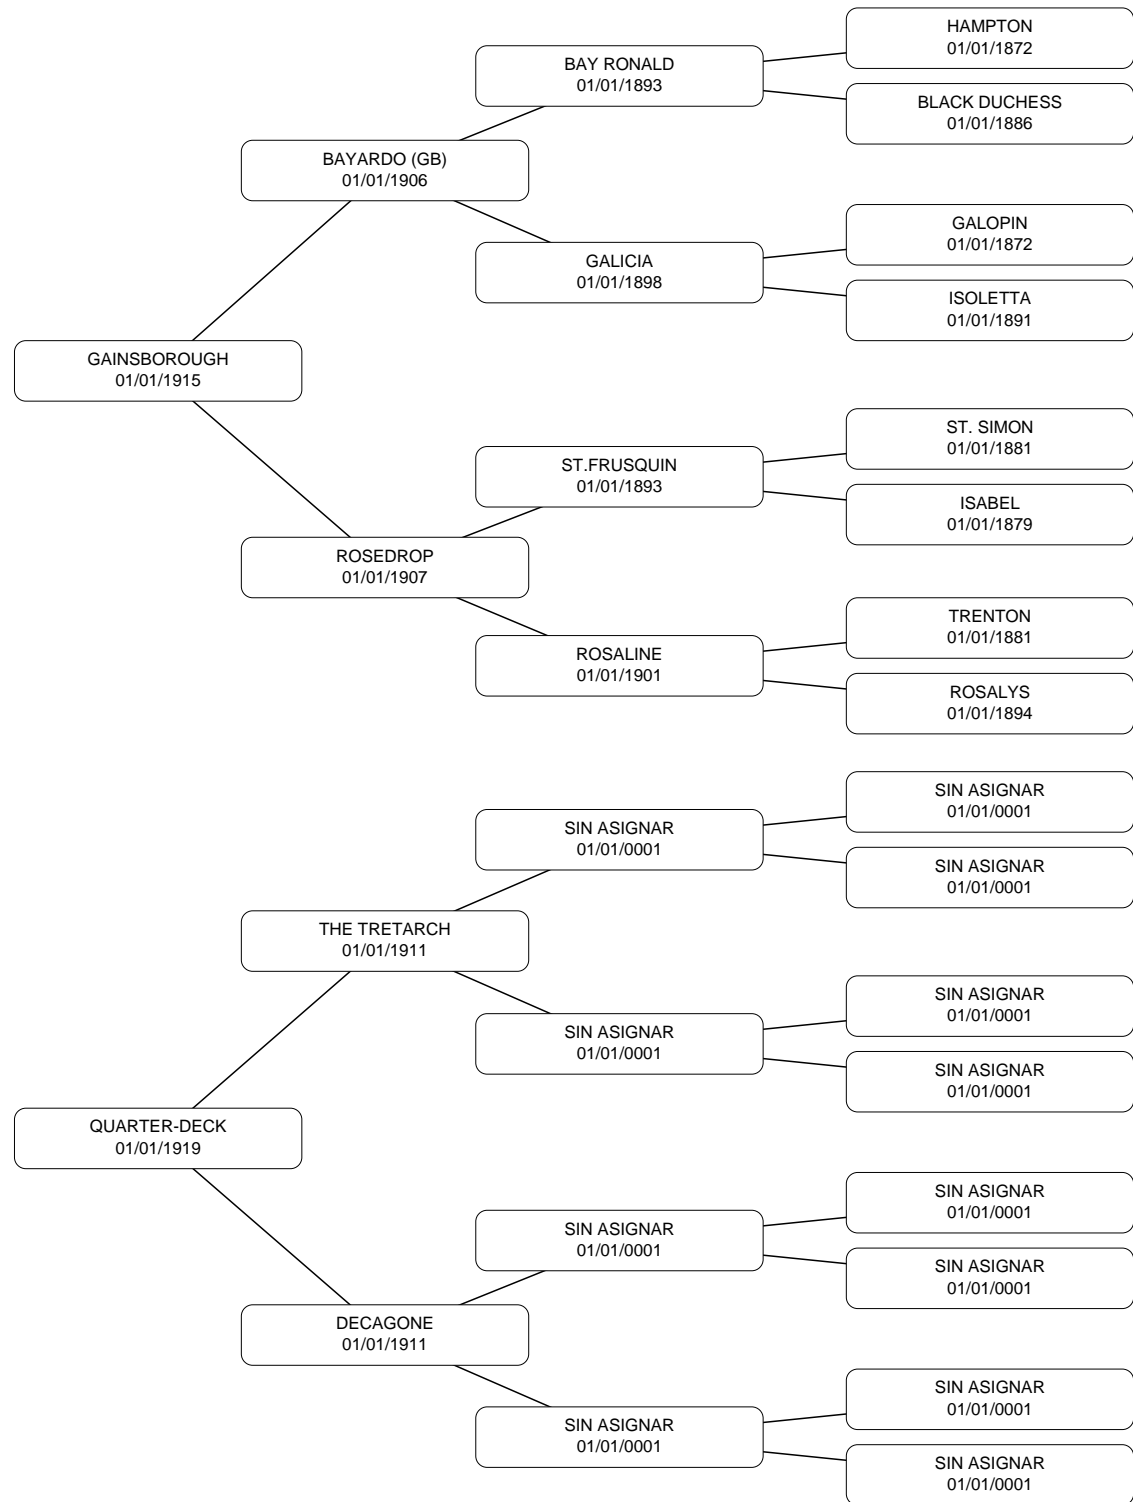 HAMPTON
01/01/1872
BAY RONALD
01/01/1893
BLACK DUCHESS
01/01/1886
BAYARDO (GB)
01/01/1906
GALOPIN
01/01/1872
GALICIA
01/01/1898
ISOLETTA
01/01/1891
GAINSBOROUGH
01/01/1915
ST. SIMON
01/01/1881
ST.FRUSQUIN
01/01/1893
ISABEL
01/01/1879
ROSEDROP
01/01/1907
TRENTON
01/01/1881
ROSALINE
01/01/1901
ROSALYS
01/01/1894
SIN ASIGNAR
01/01/0001
SIN ASIGNAR
01/01/0001
SIN ASIGNAR
01/01/0001
THE TRETARCH
01/01/1911
SIN ASIGNAR
01/01/0001
SIN ASIGNAR
01/01/0001
SIN ASIGNAR
01/01/0001
QUARTER-DECK
01/01/1919
SIN ASIGNAR
01/01/0001
SIN ASIGNAR
01/01/0001
SIN ASIGNAR
01/01/0001
DECAGONE
01/01/1911
SIN ASIGNAR
01/01/0001
SIN ASIGNAR
01/01/0001
SIN ASIGNAR
01/01/0001